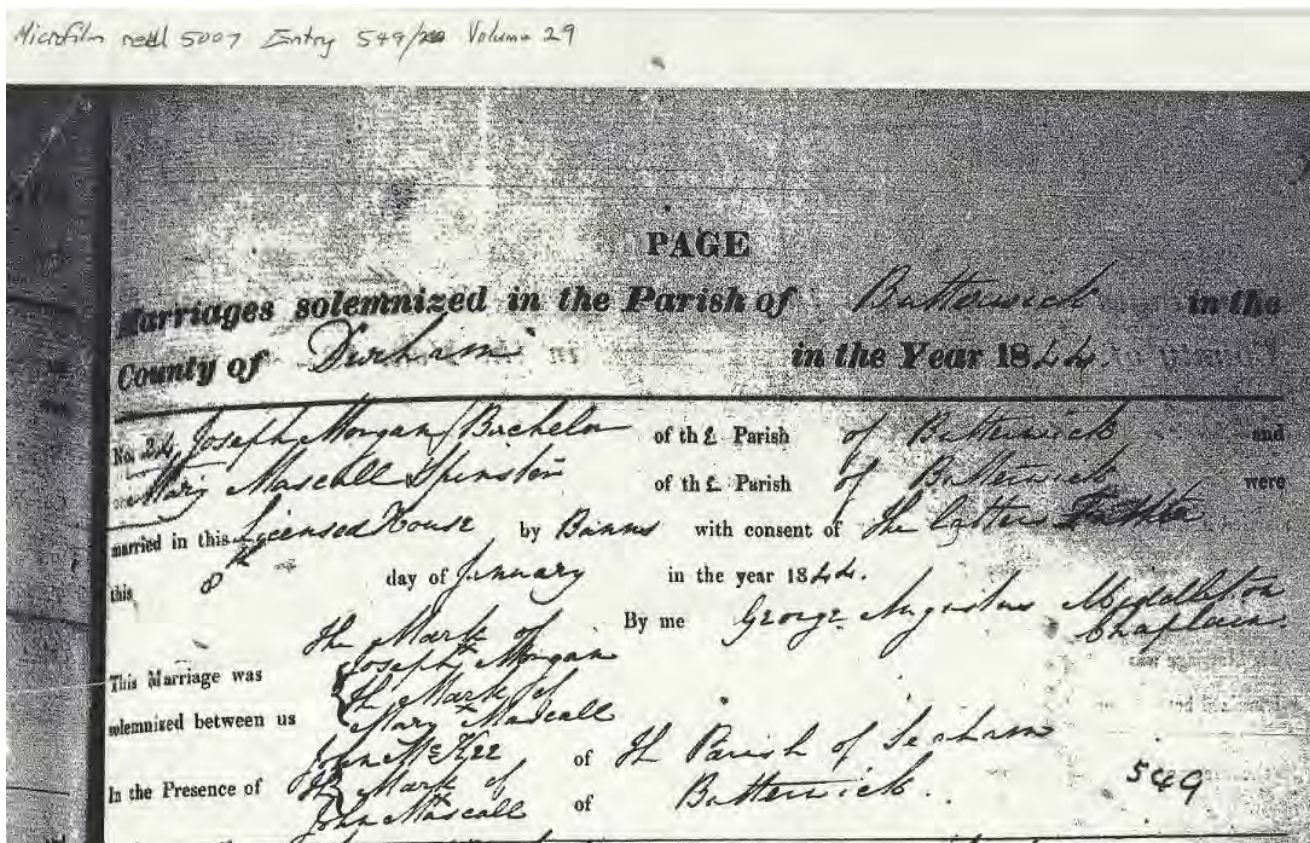 Microfilm reel 5007 Entry 549/ Volume 29
PAGE
Marriages solemnized in the Parish of Butterwick in the
County of Durham in the Year 1844.
No. 24 Joseph Morgan Bachelor of the Parish of Butterwick and
Mary Mascall Spinster of the Parish of Butterwick were
married in this Licensed House by Banns with consent of the latters Father
this 8th day of January in the year 1844.
By me George Augustus Middleton
Chaplain.
The Mark of
Joseph Morgan
This Marriage was
The Mark of
solemnized between us Mary Mascall
John McKee of The Parish of Seaham
In the Presence of The Mark of
John Mascall of Butterwick.
549